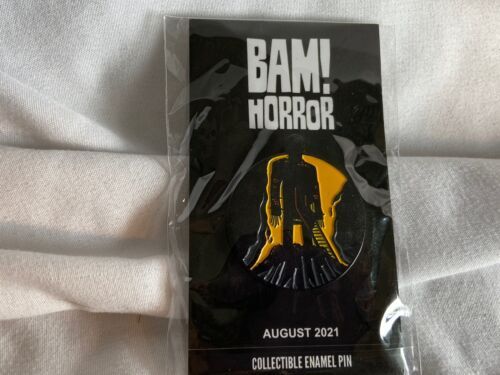 BAM!
HORROR
AUGUST 2021
COLLECTIBLE ENAMEL PIN